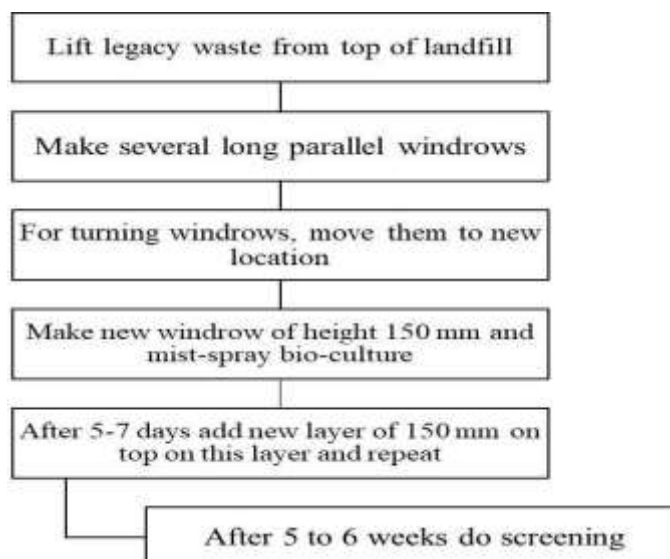 Lift legacy waste from top of landfill
Make several long parallel windrows
For turning windrows, move them to new
location
Make new windrow of height 150 mm and
mist-spray bio-culture
After 5-7 days add new layer of 150 mm on
top on this layer and repeat
After 5 to 6 weeks do screening